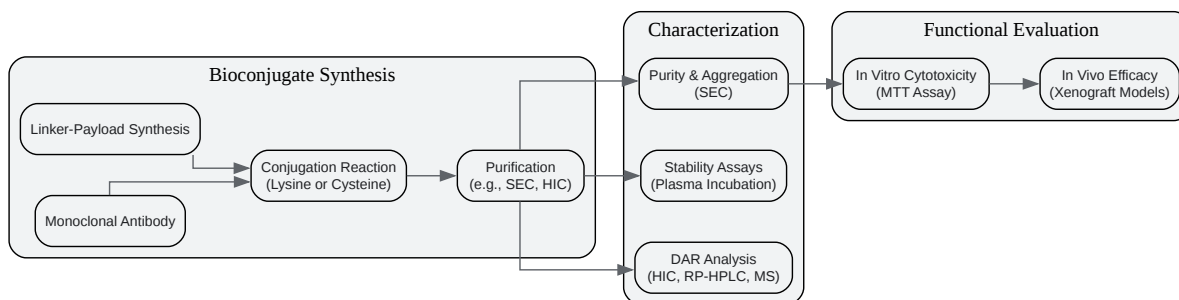 Bioconjugate Synthesis
Linker-Payload Synthesis
Monoclonal Antibody
Conjugation Reaction
(Lysine or Cysteine)
Purification
(e.g., SEC, HIC)
Characterization
Purity & Aggregation
(SEC)
Stability Assays
(Plasma Incubation)
DAR Analysis
(HIC, RP-HPLC, MS)
Functional Evaluation
In Vitro Cytotoxicity
(MTT Assay)
In Vivo Efficacy
(Xenograft Models)